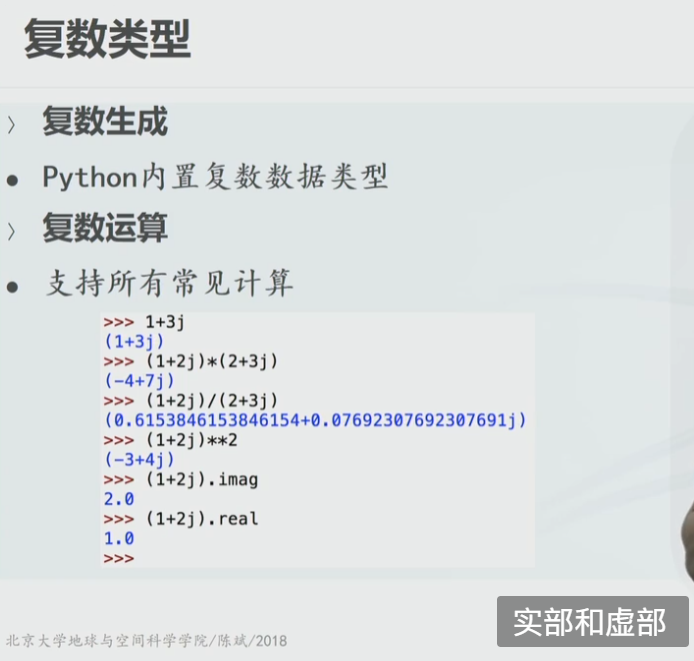 复数类型
〉 复数生成
• Python内置复数数据类型
〉 复数运算
• 支持所有常见计算
>>> 1+3j
(1+3j)
>>> (1+2j)*(2+3j)
(-4+7j)
>>> (1+2j)/(2+3j)
(0.6153846153846154+0.07692307692307691j)
>>> (1+2j)**2
(-3+4j)
>>> (1+2j).imag
2.0
>>> (1+2j).real
1.0
>>>
实部和虚部
北京大学地球与空间科学学院/陈斌/2018